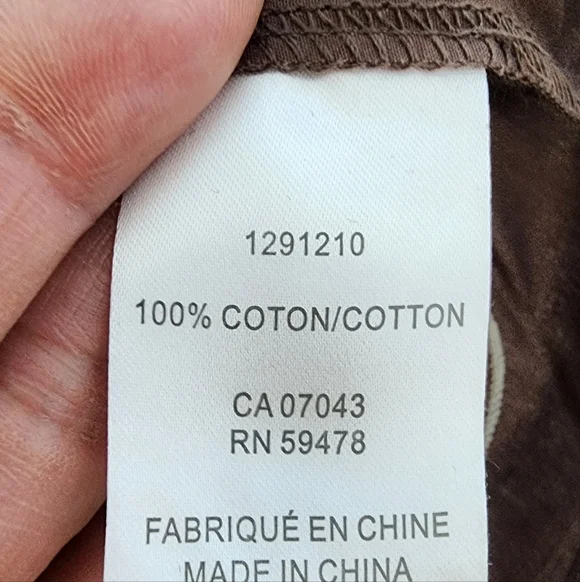 1291210
100% COTON/COTTON
CA 07043
RN 59478
FABRIQUÉ EN CHINE
MADE IN CHINA